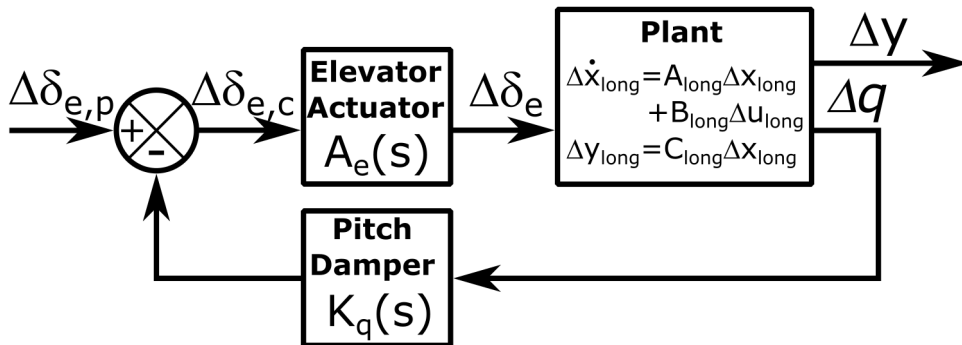 Δδe,p
+
-
Δδe,c
Elevator
Actuator
Ae(s)
Δδe
Plant
Δẋlong=AlongΔxlong
+BlongΔulong
Δylong=ClongΔxlong
Δy
Δq
Pitch
Damper
Kq(s)